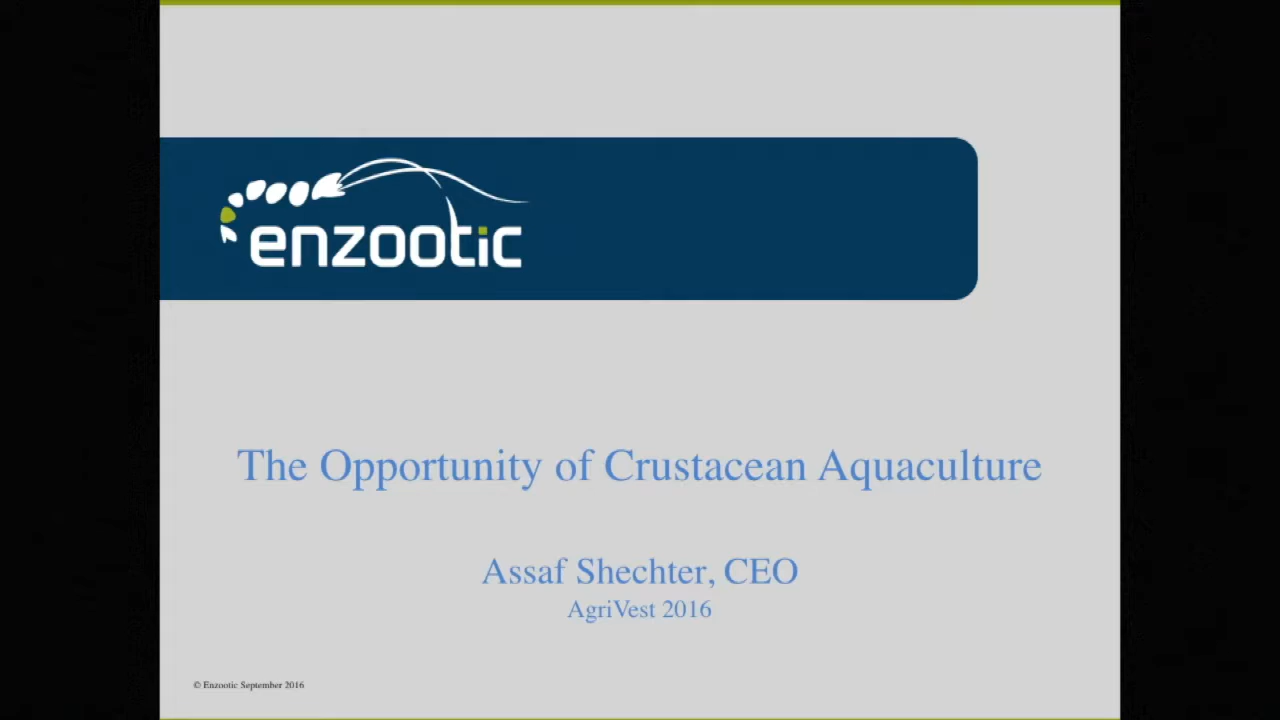 enzootic
The Opportunity of Crustacean Aquaculture
Assaf Shechter, CEO
AgriVest 2016
© Enzootic September 2016